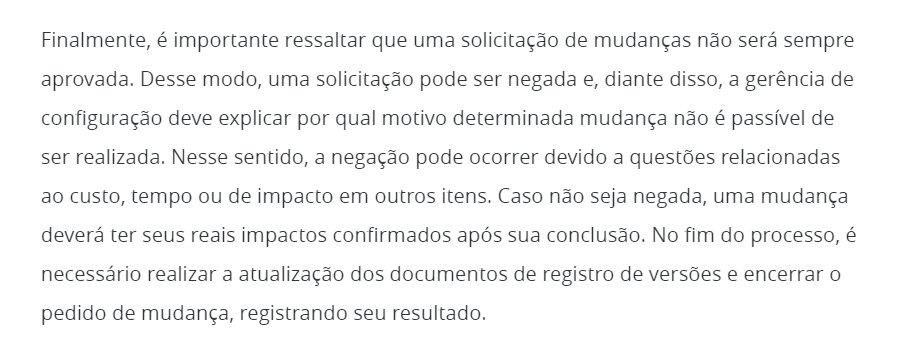 Finalmente, é importante ressaltar que uma solicitação de mudanças não será sempre
aprovada. Desse modo, uma solicitação pode ser negada e, diante disso, a gerência de
configuração deve explicar por qual motivo determinada mudança não é passível de
ser realizada. Nesse sentido, a negação pode ocorrer devido a questões relacionadas
ao custo, tempo ou de impacto em outros itens. Caso não seja negada, uma mudança
deverá ter seus reais impactos confirmados após sua conclusão. No fim do processo, é
necessário realizar a atualização dos documentos de registro de versões e encerrar o
pedido de mudança, registrando seu resultado.